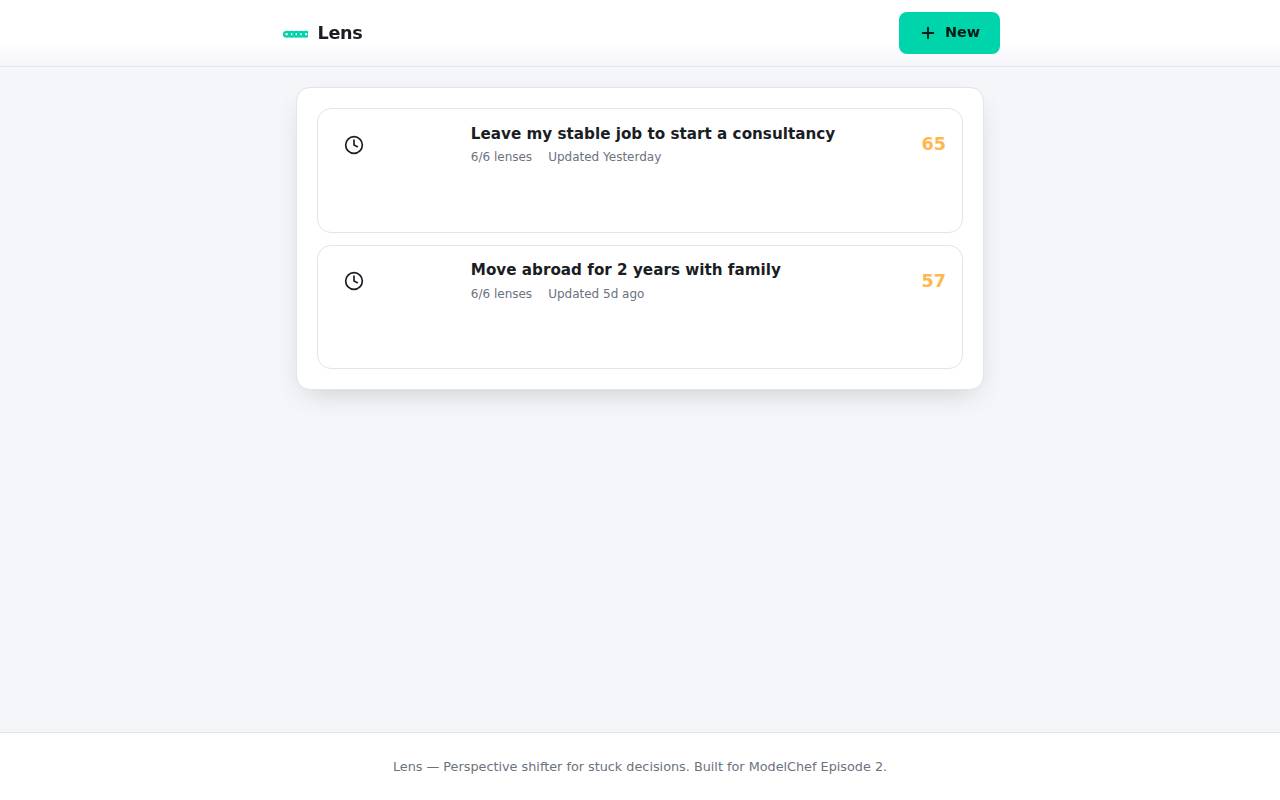 Lens
New
Leave my stable job to start a consultancy
6/6 lenses Updated Yesterday
65
Move abroad for 2 years with family
6/6 lenses Updated 5d ago
57
Lens — Perspective shifter for stuck decisions. Built for ModelChef Episode 2.